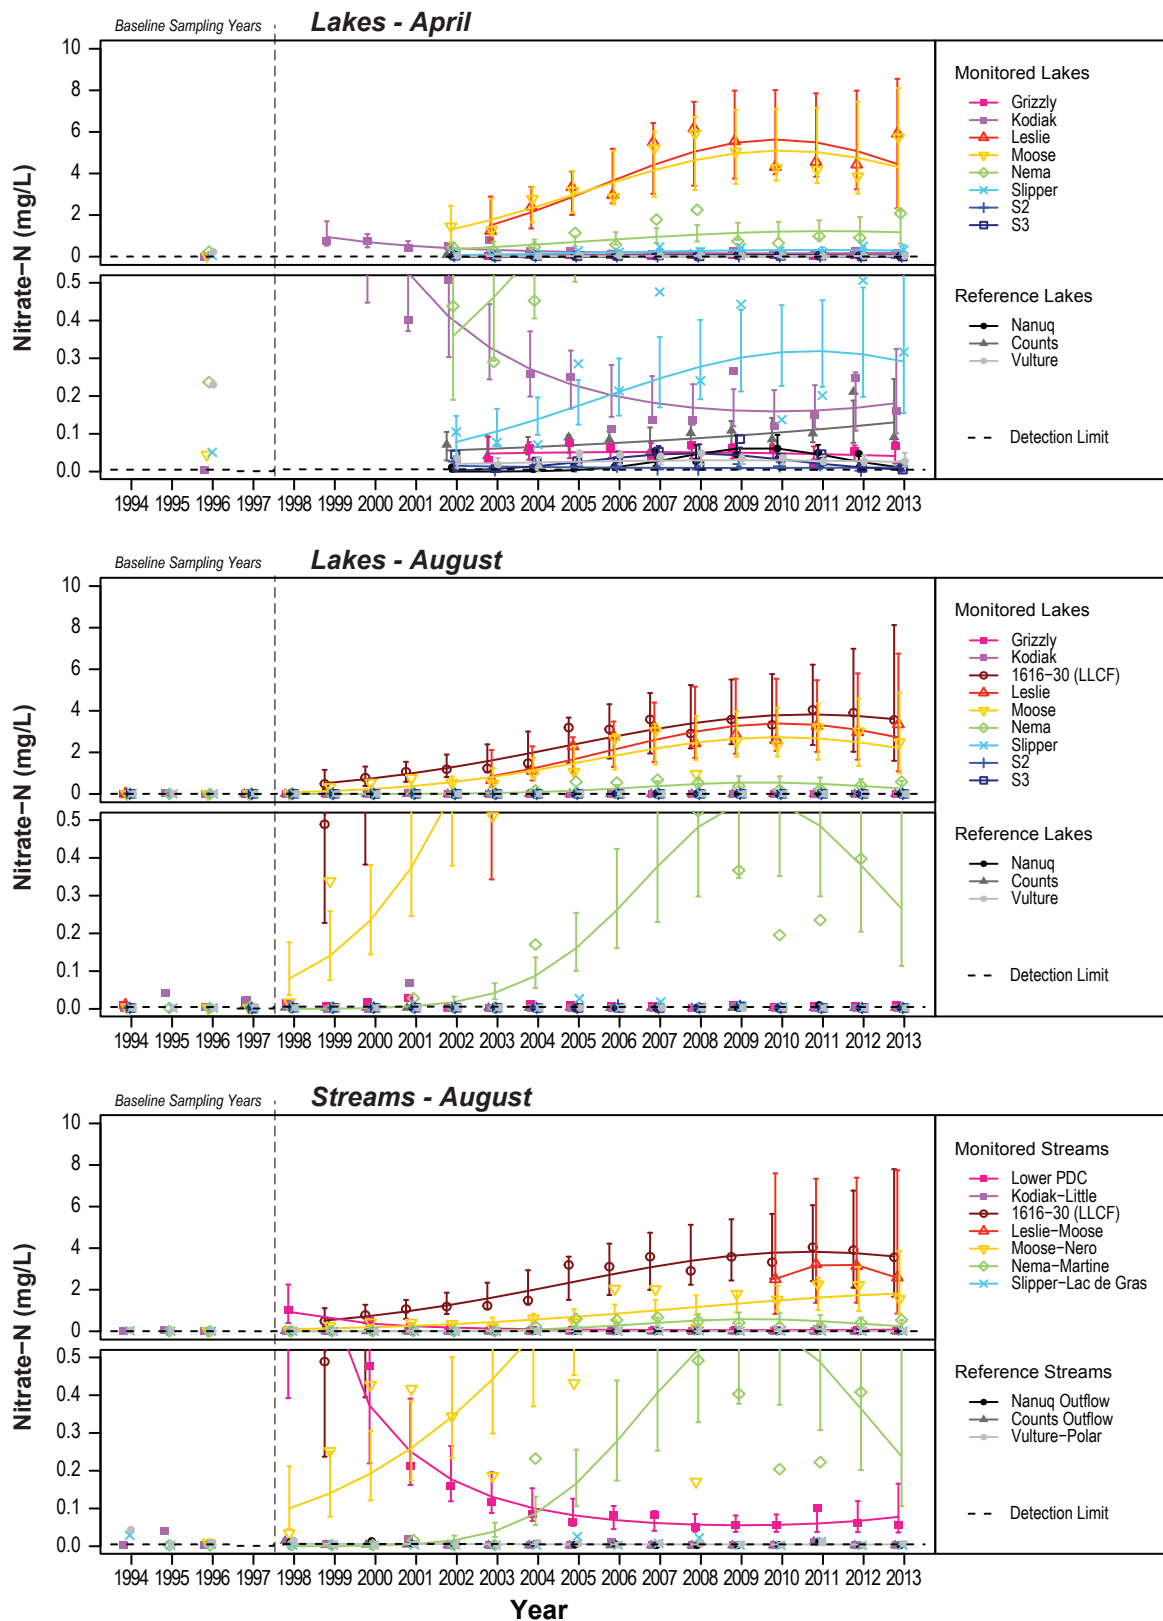 Baseline Sampling Years
Lakes - April
10
8
6
4
2
0
0.5
0.4
0.3
0.2
0.1
0.0
Nitrate−N (mg/L)
1994 1995 1996 1997 1998 1999 2000 2001 2002 2003 2004 2005 2006 2007 2008 2009 2010 2011 2012 2013
Monitored Lakes
Grizzly
Kodiak
Leslie
Moose
Nema
Slipper
S2
S3
Reference Lakes
Nanuq
Counts
Vulture
Detection Limit
Baseline Sampling Years
Lakes - August
10
8
6
4
2
0
0.5
0.4
0.3
0.2
0.1
0.0
Nitrate−N (mg/L)
1994 1995 1996 1997 1998 1999 2000 2001 2002 2003 2004 2005 2006 2007 2008 2009 2010 2011 2012 2013
Monitored Lakes
Grizzly
Kodiak
1616−30 (LLCF)
Leslie
Moose
Nema
Slipper
S2
S3
Reference Lakes
Nanuq
Counts
Vulture
Detection Limit
Baseline Sampling Years
Streams - August
10
8
6
4
2
0
0.5
0.4
0.3
0.2
0.1
0.0
Nitrate−N (mg/L)
1994 1995 1996 1997 1998 1999 2000 2001 2002 2003 2004 2005 2006 2007 2008 2009 2010 2011 2012 2013
Year
Monitored Streams
Lower PDC
Kodiak−Little
1616−30 (LLCF)
Leslie−Moose
Moose−Nero
Nema−Martine
Slipper−Lac de Gras
Reference Streams
Nanuq Outflow
Counts Outflow
Vulture−Polar
Detection Limit